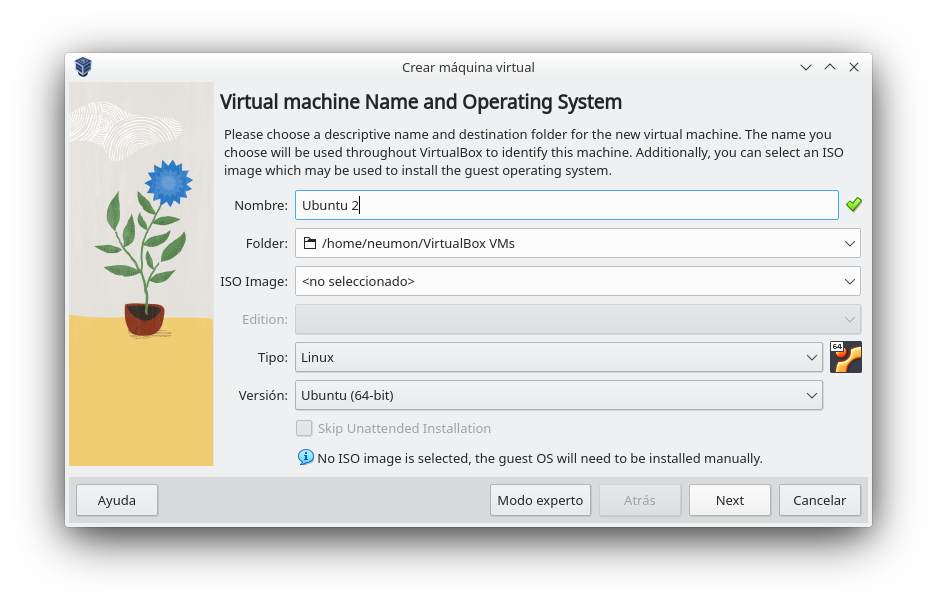 Crear máquina virtual
Virtual machine Name and Operating System
Please choose a descriptive name and destination folder for the new virtual machine. The name you
choose will be used throughout VirtualBox to identify this machine. Additionally, you can select an ISO
image which may be used to install the guest operating system.
Nombre: Ubuntu 2
Folder: /home/neumon/VirtualBox VMs
ISO Image: <no seleccionado>
Edition:
Tipo: Linux
64
Versión: Ubuntu (64-bit)
Skip Unattended Installation
No ISO image is selected, the guest OS will need to be installed manually.
Ayuda Modo experto Atrás Next Cancelar